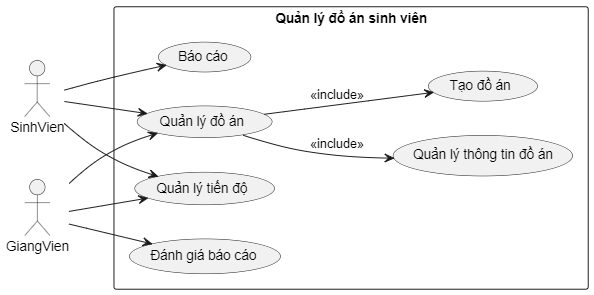 Quản lý đồ án sinh viên
Báo cáo
Tạo đồ án
«include»
SinhVien
Quản lý đồ án
«include»
Quản lý thông tin đồ án
Quản lý tiến độ
GiangVien
Đánh giá báo cáo